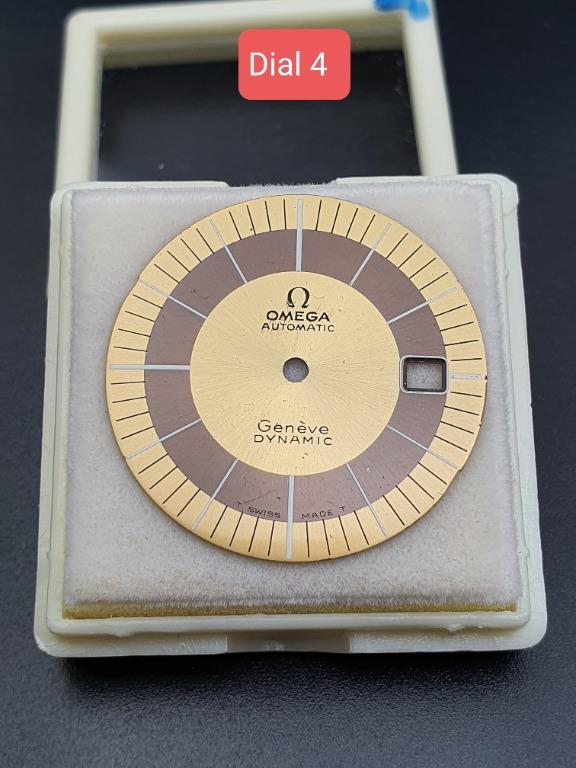 Dial 4
Ω
OMEGA
AUTOMATIC
Genève
DYNAMIC
T SWISS MADE T